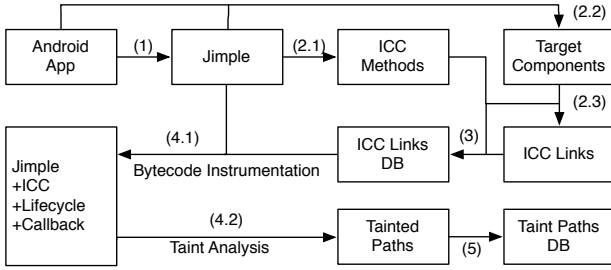 (2.2)
Android
App
(1)
Jimple
(2.1)
ICC
Methods
Target
Components
(2.3)
Jimple
+ICC
+Lifecycle
+Callback
(4.1)
Bytecode Instrumentation
ICC Links
DB
(3)
ICC Links
(4.2)
Taint Analysis
Tainted
Paths
(5)
Taint Paths
DB